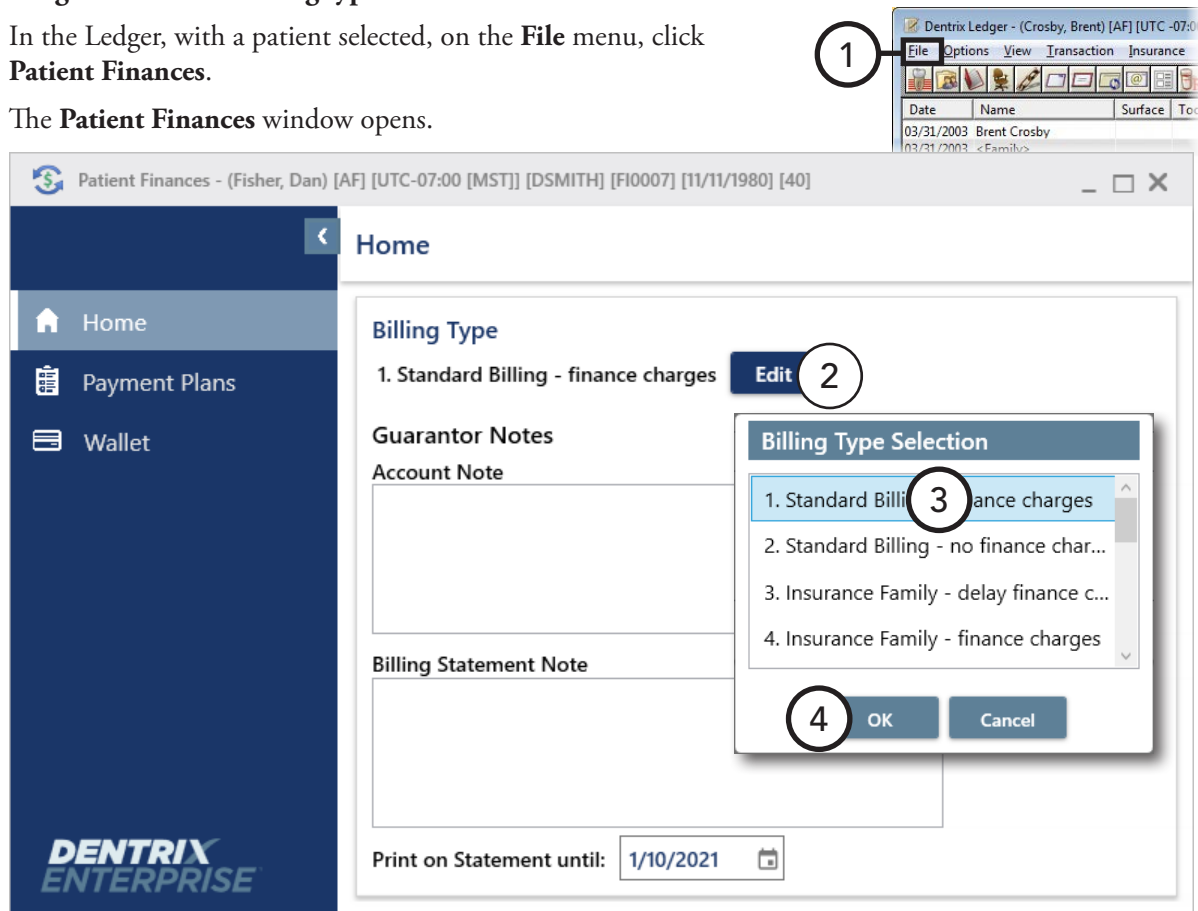 In the Ledger, with a patient selected, on the File menu, click
Patient Finances.
The Patient Finances window opens.
1
Dentrix Ledger - (Crosby, Brent) [AF] [UTC -07:0
File Options View Transaction Insurance
Date Name Surface Too
03/31/2003 Brent Crosby
03/31/2003 <Family>
Patient Finances - (Fisher, Dan) [AF] [UTC-07:00 [MST]] [DSMITH] [FI0007] [11/11/1980] [40]
Home
Home
Payment Plans
Wallet
Billing Type
1. Standard Billing - finance charges Edit 2
Guarantor Notes
Account Note
Billing Type Selection
1. Standard Billi 3 ance charges
2. Standard Billing - no finance char...
3. Insurance Family - delay finance c...
4. Insurance Family - finance charges
4 OK Cancel
Billing Statement Note
Print on Statement until: 1/10/2021
DENTRIX
ENTERPRISE